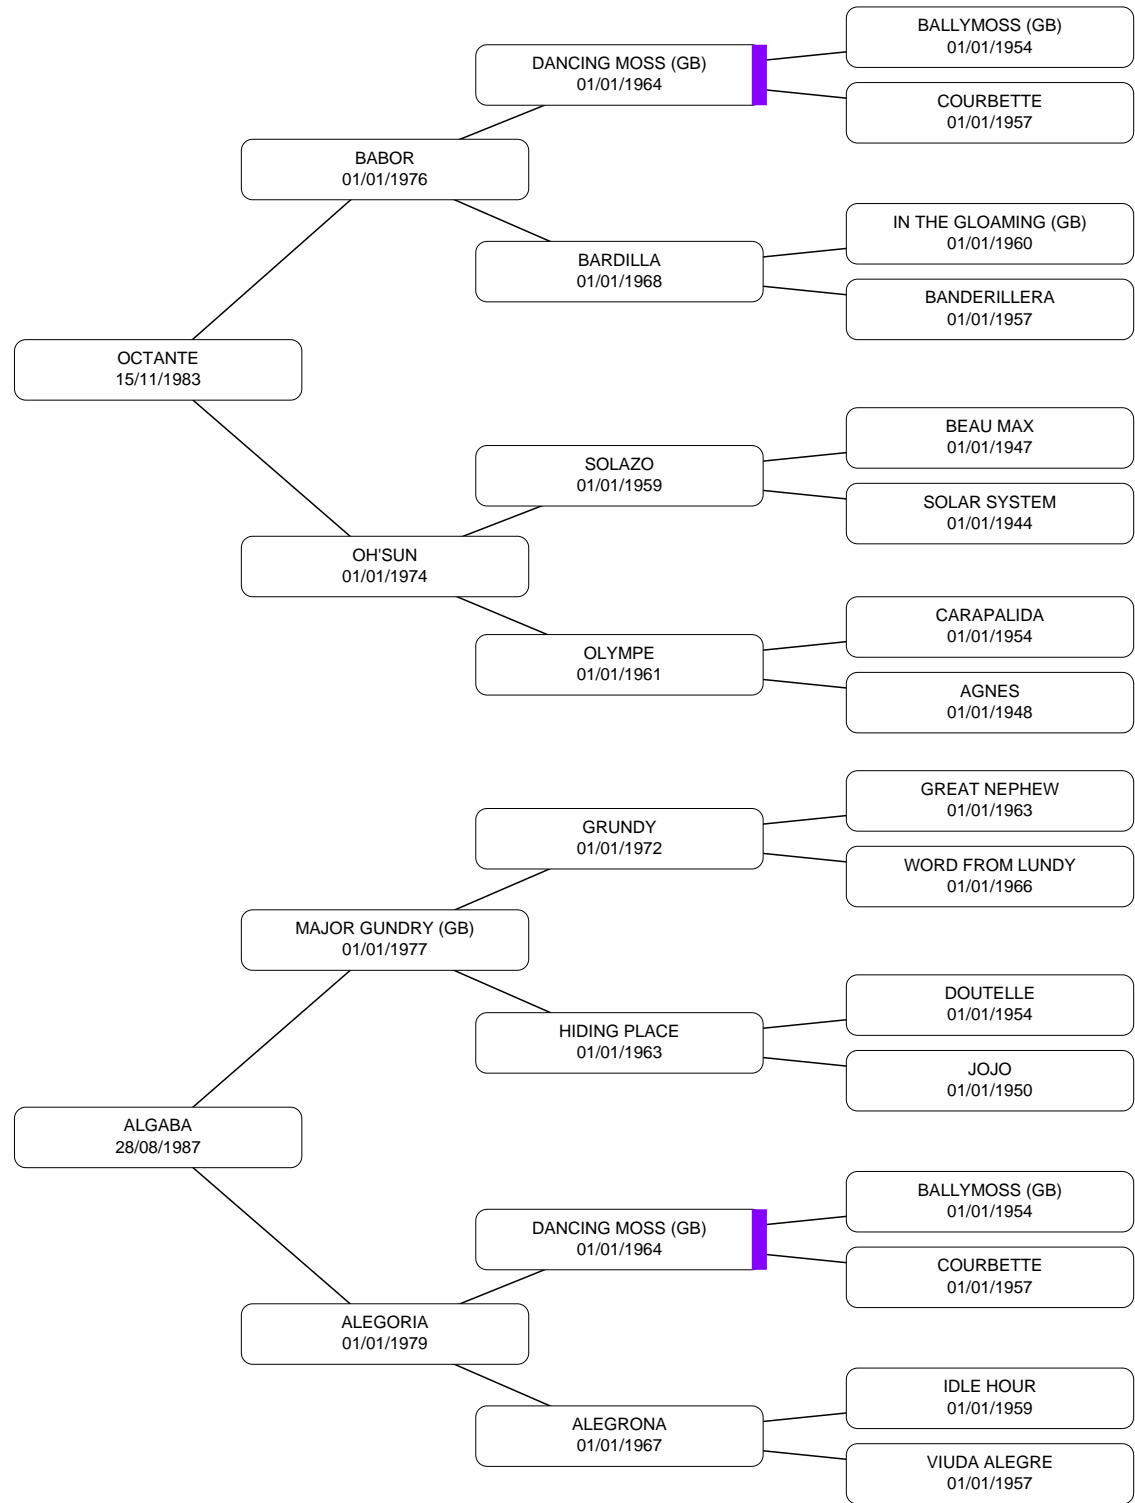 BALLYMOSS (GB)
01/01/1954
DANCING MOSS (GB)
01/01/1964
COURBETTE
01/01/1957
BABOR
01/01/1976
IN THE GLOAMING (GB)
01/01/1960
BARDILLA
01/01/1968
BANDERILLERA
01/01/1957
OCTANTE
15/11/1983
BEAU MAX
01/01/1947
SOLAZO
01/01/1959
SOLAR SYSTEM
01/01/1944
OH'SUN
01/01/1974
CARAPALIDA
01/01/1954
OLYMPE
01/01/1961
AGNES
01/01/1948
GREAT NEPHEW
01/01/1963
GRUNDY
01/01/1972
WORD FROM LUNDY
01/01/1966
MAJOR GUNDRY (GB)
01/01/1977
DOUTELLE
01/01/1954
HIDING PLACE
01/01/1963
JOJO
01/01/1950
ALGABA
28/08/1987
BALLYMOSS (GB)
01/01/1954
DANCING MOSS (GB)
01/01/1964
COURBETTE
01/01/1957
ALEGORIA
01/01/1979
IDLE HOUR
01/01/1959
ALEGRONA
01/01/1967
VIUDA ALEGRE
01/01/1957